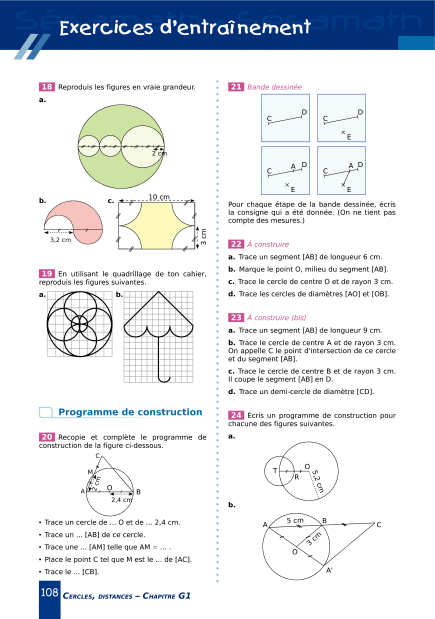 Exercices d'entraînement
18 Reproduis les figures en vraie grandeur.
a.
2 cm
b.
3,2 cm
c.
10 cm
3 cm
19 En utilisant le quadrillage de ton cahier,
reproduis les figures suivantes.
a.
b.
Programme de construction
20 Recopie et complète le programme de
construction de la figure ci-dessous.
C
M
2 cm
A
O
B
2,4 cm
• Trace un cercle de ... O et de ... 2,4 cm.
• Trace un ... [AB] de ce cercle.
• Trace une ... [AM] telle que AM = ... .
• Place le point C tel que M est le ... de [AC].
• Trace le ... [CB].
21 Bande dessinée
C D
C D
E
C A D
E
C A D
E
Pour chaque étape de la bande dessinée, écris
la consigne qui a été donnée. (On ne tient pas
compte des mesures.)
22 À construire
a. Trace un segment [AB] de longueur 6 cm.
b. Marque le point O, milieu du segment [AB].
c. Trace le cercle de centre O et de rayon 3 cm.
d. Trace les cercles de diamètres [AO] et [OB].
23 À construire (bis)
a. Trace un segment [AB] de longueur 9 cm.
b. Trace le cercle de centre A et de rayon 3 cm.
On appelle C le point d'intersection de ce cercle
et du segment [AB].
c. Trace le cercle de centre B et de rayon 3 cm.
Il coupe le segment [AB] en D.
d. Trace un demi-cercle de diamètre [CD].
24 Écris un programme de construction pour
chacune des figures suivantes.
a.
T
O
R
5,2 cm
b.
A
5 cm
B
C
3 cm
O
A'
108 CERCLES, DISTANCES – CHAPITRE G1